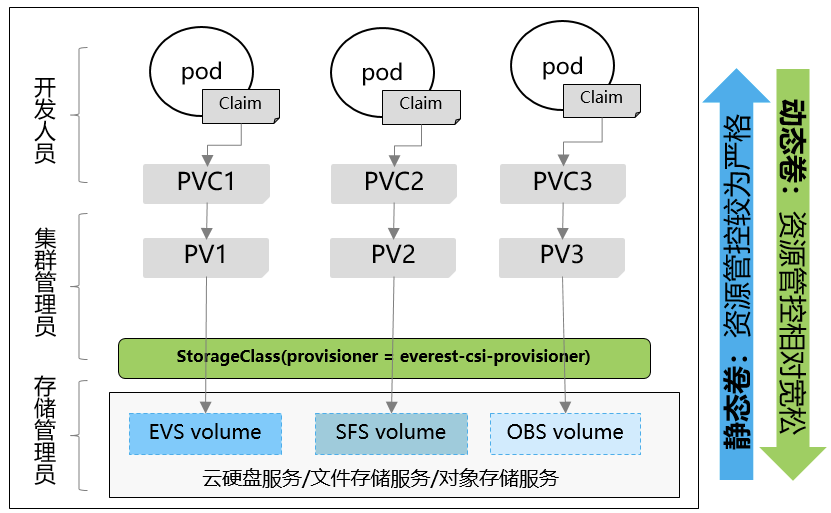 开发人员
pod
Claim
pod
Claim
pod
Claim
PVC1
PVC2
PVC3
集群管理员
PV1
PV2
PV3
StorageClass(provisioner = everest-csi-provisioner)
存储管理员
EVS volume
SFS volume
OBS volume
云硬盘服务/文件存储服务/对象存储服务
静态卷：资源管控较为严格
动态卷：资源管控相对宽松